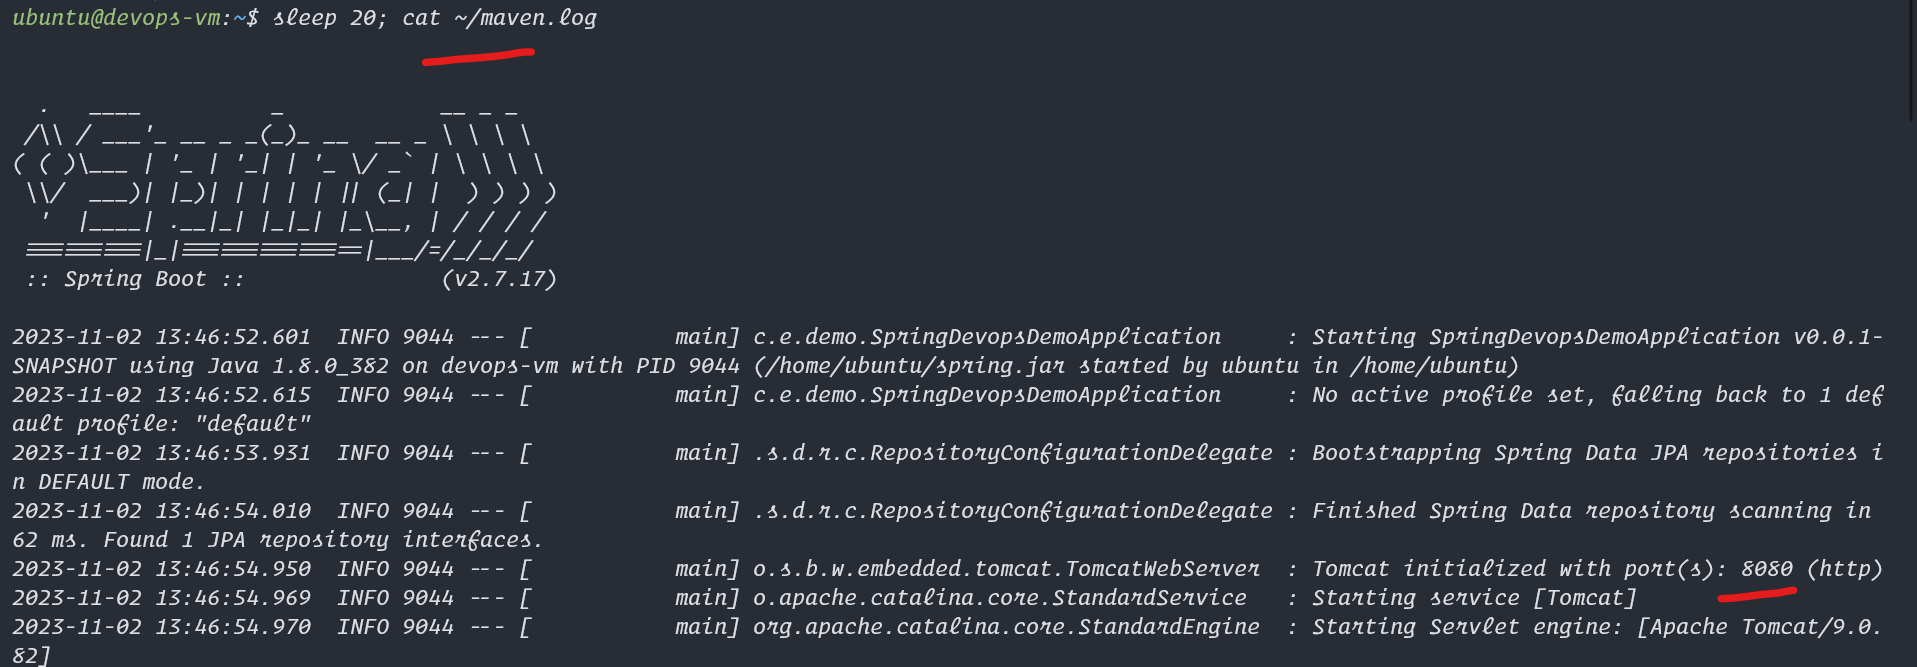 ubuntu@devops-vm:~$ sleep 20; cat ~/maven.log
  .   ____          _            __ _ _
 /\\ / ___'_ __ _ _(_)_ __  __ _ \ \ \ \
( ( )\___ | '_ | '_| | '_ \/ _` | \ \ \ \
 \\/  ___)| |_)| | | | | || (_| |  ) ) ) )
  '  |____| .__|_| |_|_| |_\__, | / / / /
 =========|_|==============|___/=/_/_/_/
 :: Spring Boot ::               (v2.7.17)
2023-11-02 13:46:52.601  INFO 9044 --- [           main] c.e.demo.SpringDevopsDemoApplication     : Starting SpringDevopsDemoApplication v0.0.1-
SNAPSHOT using Java 1.8.0_382 on devops-vm with PID 9044 (/home/ubuntu/spring.jar started by ubuntu in /home/ubuntu)
2023-11-02 13:46:52.615  INFO 9044 --- [           main] c.e.demo.SpringDevopsDemoApplication     : No active profile set, falling back to 1 def
ault profile: "default"
2023-11-02 13:46:53.931  INFO 9044 --- [           main] .s.d.r.c.RepositoryConfigurationDelegate : Bootstrapping Spring Data JPA repositories i
n DEFAULT mode.
2023-11-02 13:46:54.010  INFO 9044 --- [           main] .s.d.r.c.RepositoryConfigurationDelegate : Finished Spring Data repository scanning in
62 ms. Found 1 JPA repository interfaces.
2023-11-02 13:46:54.950  INFO 9044 --- [           main] o.s.b.w.embedded.tomcat.TomcatWebServer  : Tomcat initialized with port(s): 8080 (http)
2023-11-02 13:46:54.969  INFO 9044 --- [           main] o.apache.catalina.core.StandardService   : Starting service [Tomcat]
2023-11-02 13:46:54.970  INFO 9044 --- [           main] org.apache.catalina.core.StandardEngine  : Starting Servlet engine: [Apache Tomcat/9.0.
82]